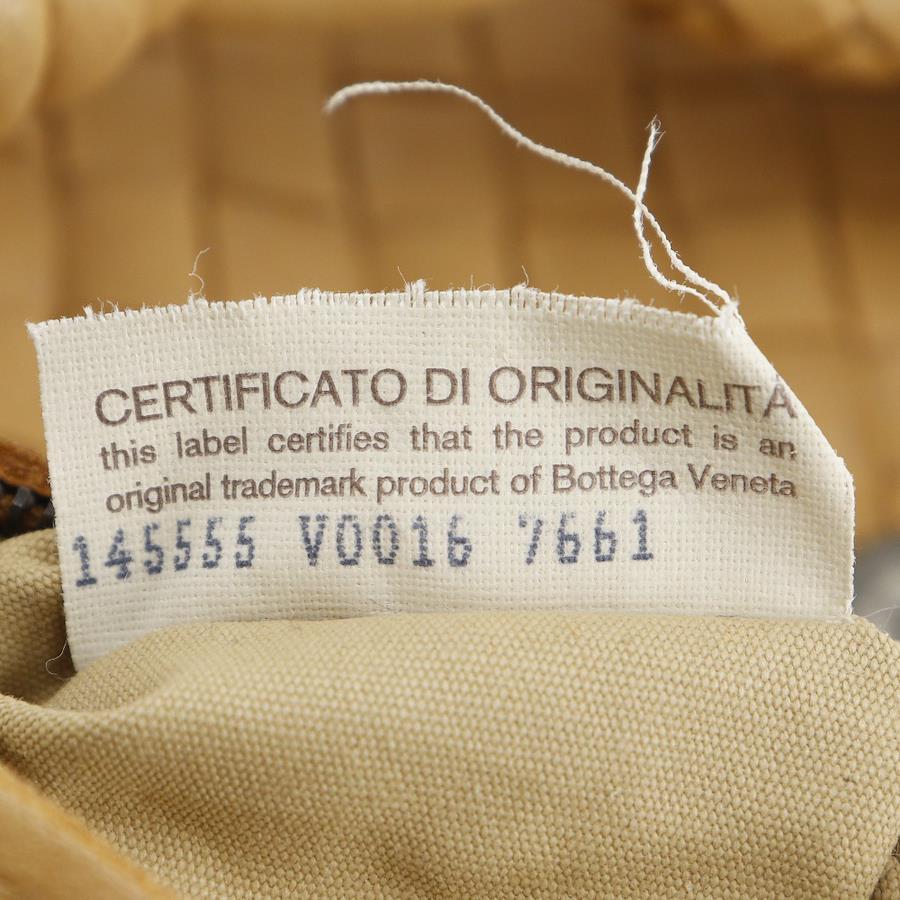 CERTIFICATO DI ORIGINALITÀ
this label certifies that the product is an
original trademark product of Bottega Veneta
145555 V0016 7661